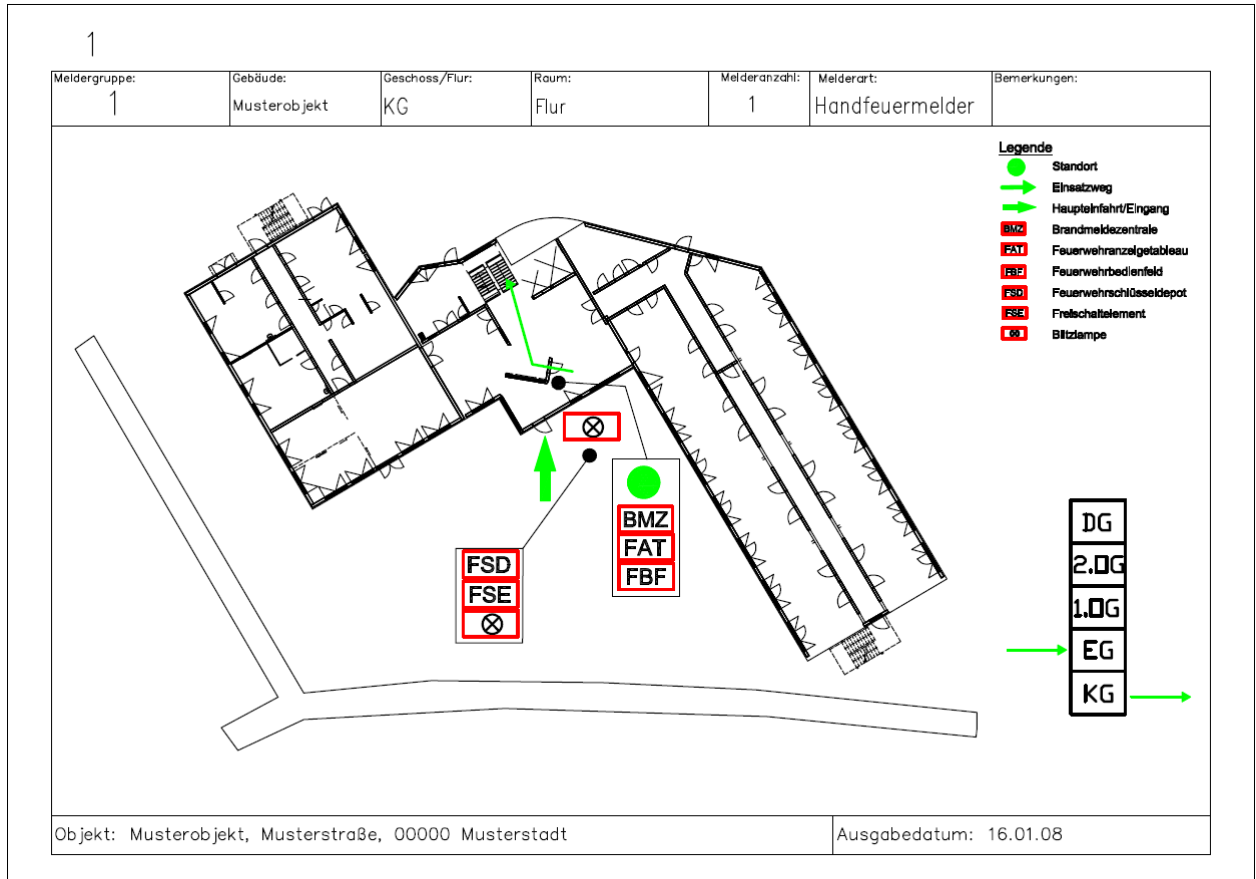 1
Meldergruppe:
1
Gebäude:
Musterobjekt
Geschoss/Flur:
KG
Raum:
Flur
Melderanzahl:
1
Melderart:
Handfeuermelder
Bemerkungen:
Legende
Standort
Einsatzweg
Haupteinfahrt/Eingang
BMZ Brandmeldezentrale
FAT Feuerwehranzeigetableau
FBF Feuerwehrbedienfeld
FSD Feuerwehrschlüsseldepot
FSE Freischaltelement
Blitzlampe
BMZ
FAT
FBF
FSD
FSE
DG
2.OG
1.OG
EG
KG
Objekt: Musterobjekt, Musterstraße, 00000 Musterstadt
Ausgabedatum: 16.01.08